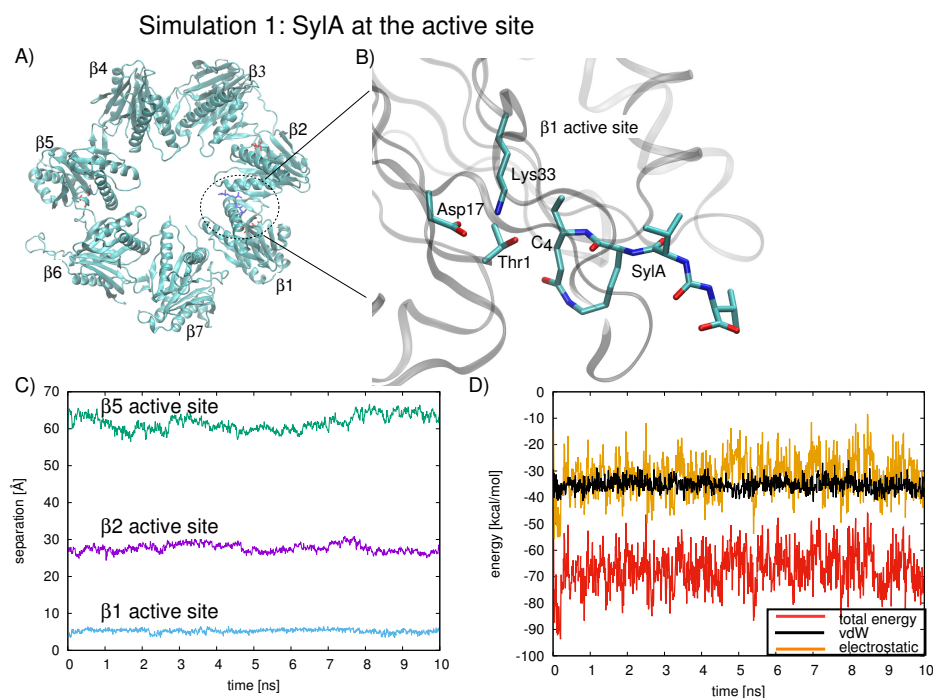 Simulation 1: SylA at the active site
A)
β4
β3
β5
β2
β6
β1
β7
B)
β1 active site
Lys33
Asp17
Thr1
C4
SylA
C)
70
60
50
40
30
20
10
0
β5 active site
β2 active site
β1 active site
separation [Å]
0 1 2 3 4 5 6 7 8 9 10
time [ns]
D)
0
-10
-20
-30
-40
-50
-60
-70
-80
-90
-100
energy [kcal/mol]
total energy
vdW
electrostatic
0 1 2 3 4 5 6 7 8 9 10
time [ns]